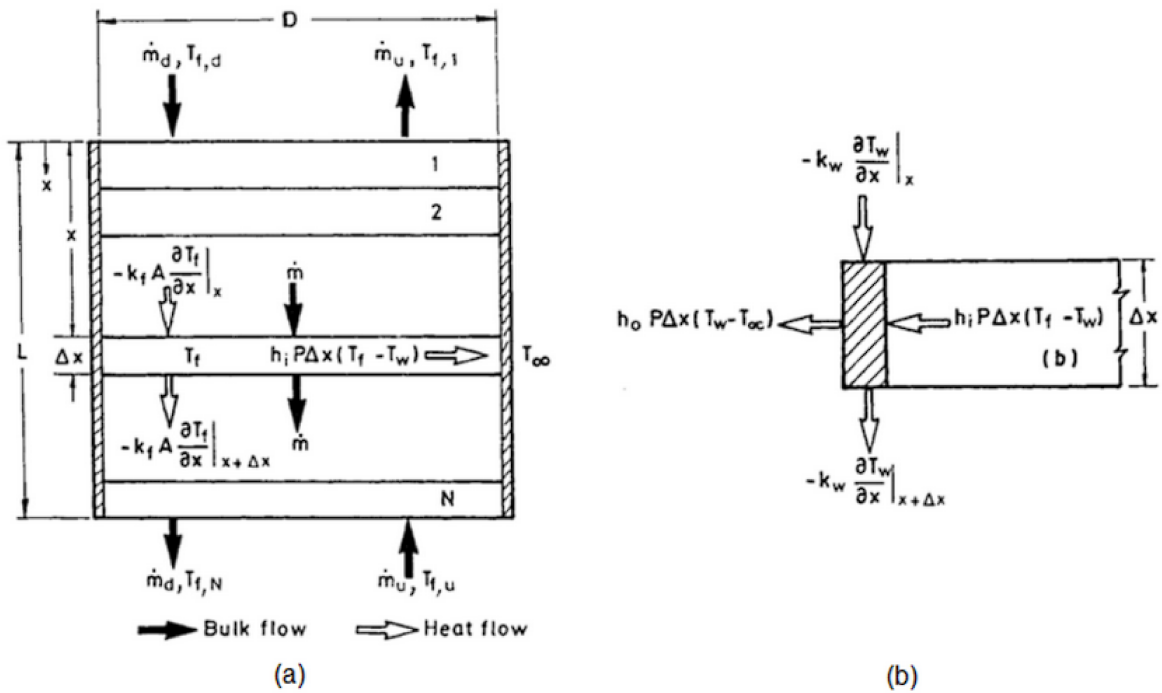 D
ṁd, Tf,d
ṁu, Tf,1
x
x
1
2
-kf A ∂Tf/∂x|x
ṁ
L
Δx
Tf
hi PΔx(Tf -Tw)
T∞
-kf A ∂Tf/∂x|x+Δx
ṁ
N
ṁd, Tf,N
ṁu, Tf,u
Bulk flow
Heat flow
(a)
-kw ∂Tw/∂x|x
ho PΔx(Tw-T∞)
hi PΔx(Tf -Tw)
Δx
(b)
-kw ∂Tw/∂x|x+Δx
(b)